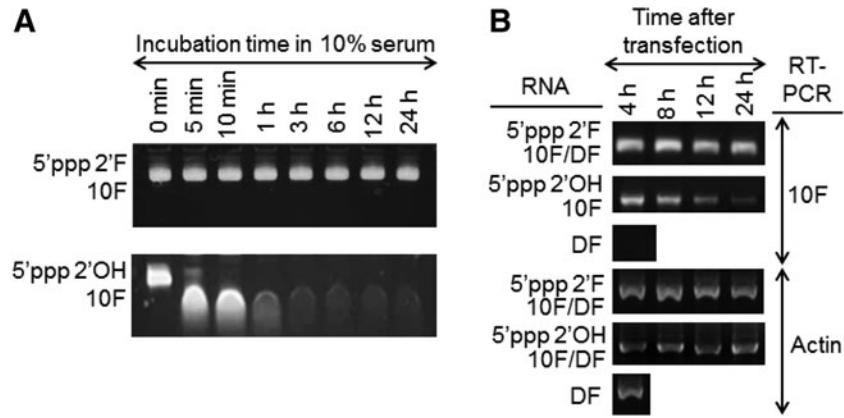 A
Incubation time in 10% serum
0 min
5 min
10 min
1 h
3 h
6 h
12 h
24 h
5'ppp 2'F
10F
5'ppp 2'OH
10F
B
Time after
transfection
RNA
4 h
8 h
12 h
24 h
RT-
PCR
5'ppp 2'F
10F/DF
5'ppp 2'OH
10F
DF
10F
5'ppp 2'F
10F/DF
5'ppp 2'OH
10F/DF
DF
Actin